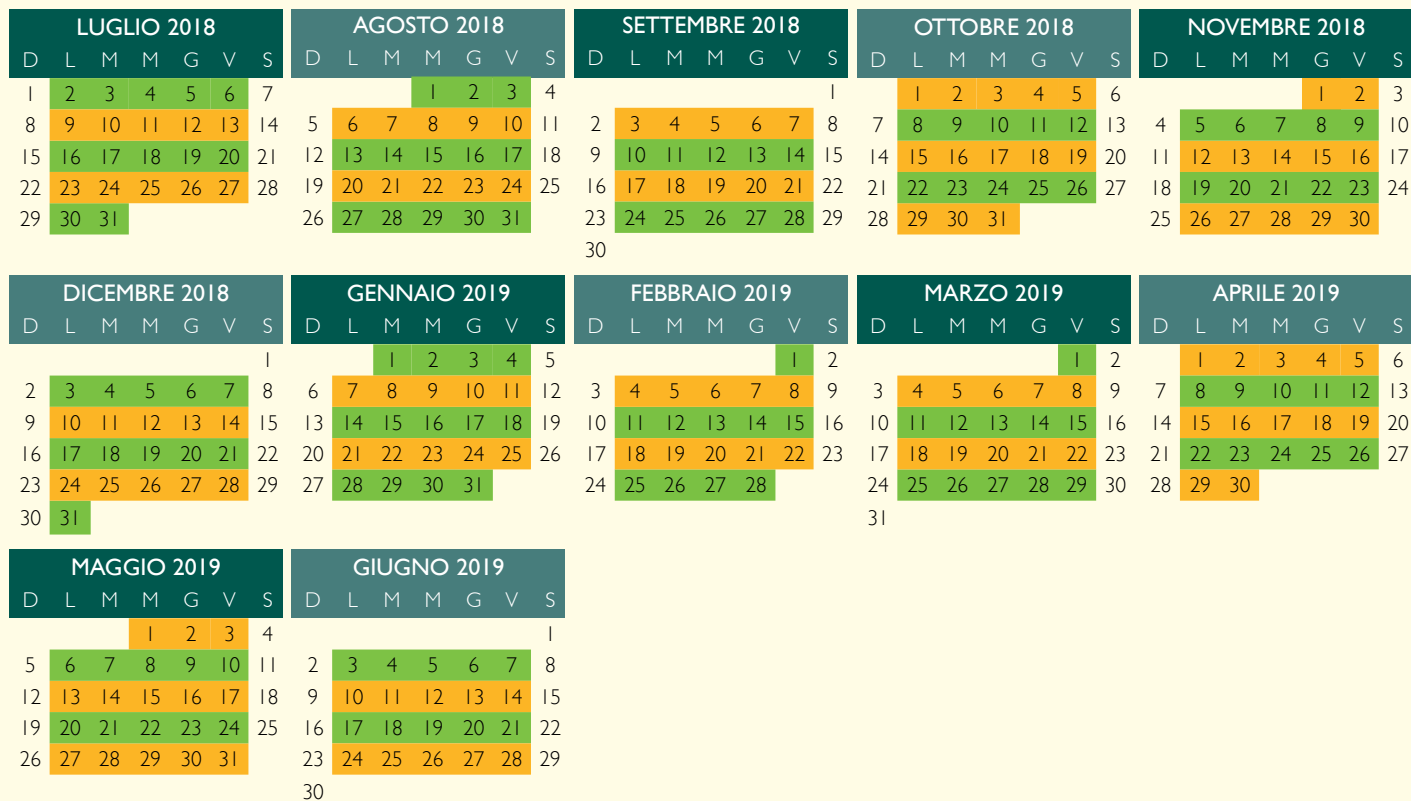 LUGLIO 2018
D L M M G V S
1 2 3 4 5 6 7
8 9 10 11 12 13 14
15 16 17 18 19 20 21
22 23 24 25 26 27 28
29 30 31
AGOSTO 2018
D L M M G V S
1 2 3 4
5 6 7 8 9 10 11
12 13 14 15 16 17 18
19 20 21 22 23 24 25
26 27 28 29 30 31
SETTEMBRE 2018
D L M M G V S
1
2 3 4 5 6 7 8
9 10 11 12 13 14 15
16 17 18 19 20 21 22
23 24 25 26 27 28 29
30
OTTOBRE 2018
D L M M G V S
1 2 3 4 5 6
7 8 9 10 11 12 13
14 15 16 17 18 19 20
21 22 23 24 25 26 27
28 29 30 31
NOVEMBRE 2018
D L M M G V S
1 2 3
4 5 6 7 8 9 10
11 12 13 14 15 16 17
18 19 20 21 22 23 24
25 26 27 28 29 30
DICEMBRE 2018
D L M M G V S
1
2 3 4 5 6 7 8
9 10 11 12 13 14 15
16 17 18 19 20 21 22
23 24 25 26 27 28 29
30 31
GENNAIO 2019
D L M M G V S
1 2 3 4 5
6 7 8 9 10 11 12
13 14 15 16 17 18 19
20 21 22 23 24 25 26
27 28 29 30 31
FEBBRAIO 2019
D L M M G V S
1 2
3 4 5 6 7 8 9
10 11 12 13 14 15 16
17 18 19 20 21 22 23
24 25 26 27 28
MARZO 2019
D L M M G V S
1 2
3 4 5 6 7 8 9
10 11 12 13 14 15 16
17 18 19 20 21 22 23
24 25 26 27 28 29 30
31
APRILE 2019
D L M M G V S
1 2 3 4 5 6
7 8 9 10 11 12 13
14 15 16 17 18 19 20
21 22 23 24 25 26 27
28 29 30
MAGGIO 2019
D L M M G V S
1 2 3 4
5 6 7 8 9 10 11
12 13 14 15 16 17 18
19 20 21 22 23 24 25
26 27 28 29 30 31
GIUGNO 2019
D L M M G V S
1
2 3 4 5 6 7 8
9 10 11 12 13 14 15
16 17 18 19 20 21 22
23 24 25 26 27 28 29
30